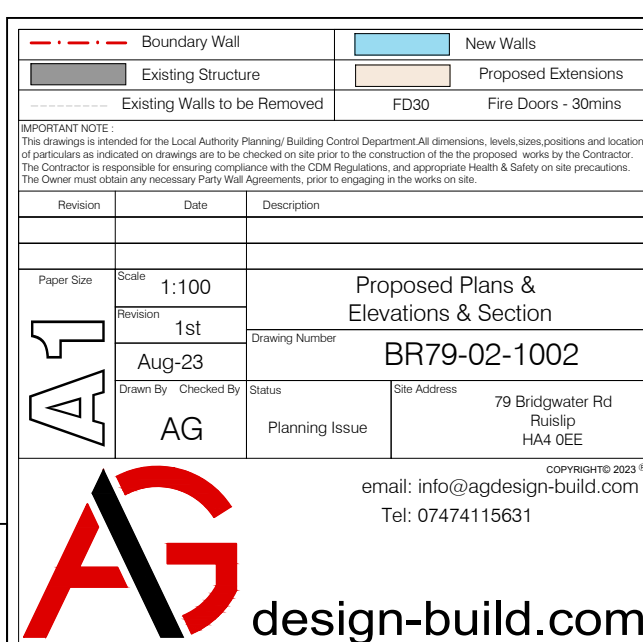 Boundary Wall
New Walls
Existing Structure
Proposed Extensions
Existing Walls to be Removed
FD30
Fire Doors - 30mins
IMPORTANT NOTE :
This drawings is intended for the Local Authority Planning/ Building Control Department.All dimensions, levels,sizes,positions and location
of particulars as indicated on drawings are to be checked on site prior to the construction of the the proposed works by the Contractor.
The Contractor is responsible for ensuring compliance with the CDM Regulations, and appropriate Health & Safety on site precautions.
The Owner must obtain any necessary Party Wall Agreements, prior to engaging in the works on site.
Revision
Date
Description
Paper Size
A1
Scale
1:100
Revision
1st
Aug-23
Drawn By Checked By
AG
Proposed Plans &
Elevations & Section
Drawing Number
BR79-02-1002
Status
Planning Issue
Site Address
79 Bridgwater Rd
Ruislip
HA4 0EE
COPYRIGHT© 2023 ©
email: info@agdesign-build.com
Tel: 07474115631
AG
design-build.com